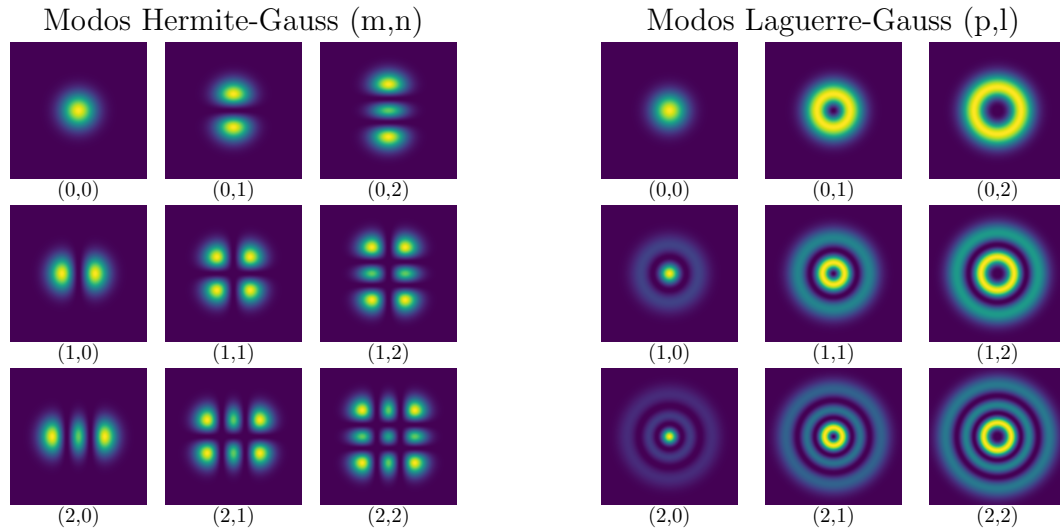 Modos Hermite-Gauss (m,n)
(0,0) (0,1) (0,2)
(1,0) (1,1) (1,2)
(2,0) (2,1) (2,2)
Modos Laguerre-Gauss (p,l)
(0,0) (0,1) (0,2)
(1,0) (1,1) (1,2)
(2,0) (2,1) (2,2)